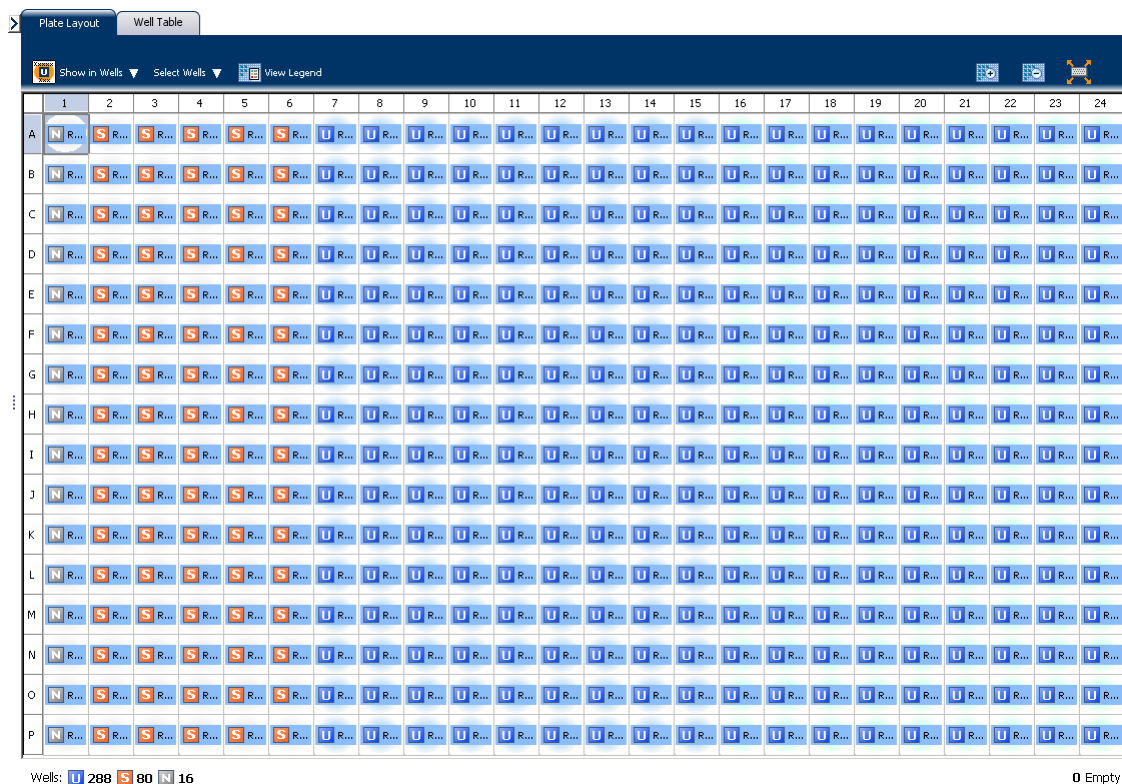 Plate Layout Well Table
U Show in Wells ▼ Select Wells ▼ View Legend
1 2 3 4 5 6 7 8 9 10 11 12 13 14 15 16 17 18 19 20 21 22 23 24
A N R... S R... S R... S R... S R... S R... U R... U R... U R... U R... U R... U R... U R... U R... U R... U R... U R... U R... U R... U R... U R... U R... U R... U R...
B N R... S R... S R... S R... S R... S R... U R... U R... U R... U R... U R... U R... U R... U R... U R... U R... U R... U R... U R... U R... U R... U R... U R... U R...
C N R... S R... S R... S R... S R... S R... U R... U R... U R... U R... U R... U R... U R... U R... U R... U R... U R... U R... U R... U R... U R... U R... U R... U R...
D N R... S R... S R... S R... S R... S R... U R... U R... U R... U R... U R... U R... U R... U R... U R... U R... U R... U R... U R... U R... U R... U R... U R... U R...
E N R... S R... S R... S R... S R... S R... U R... U R... U R... U R... U R... U R... U R... U R... U R... U R... U R... U R... U R... U R... U R... U R... U R... U R...
F N R... S R... S R... S R... S R... S R... U R... U R... U R... U R... U R... U R... U R... U R... U R... U R... U R... U R... U R... U R... U R... U R... U R... U R...
G N R... S R... S R... S R... S R... S R... U R... U R... U R... U R... U R... U R... U R... U R... U R... U R... U R... U R... U R... U R... U R... U R... U R... U R...
H N R... S R... S R... S R... S R... S R... U R... U R... U R... U R... U R... U R... U R... U R... U R... U R... U R... U R... U R... U R... U R... U R... U R... U R...
I N R... S R... S R... S R... S R... S R... U R... U R... U R... U R... U R... U R... U R... U R... U R... U R... U R... U R... U R... U R... U R... U R... U R... U R...
J N R... S R... S R... S R... S R... S R... U R... U R... U R... U R... U R... U R... U R... U R... U R... U R... U R... U R... U R... U R... U R... U R... U R... U R...
K N R... S R... S R... S R... S R... S R... U R... U R... U R... U R... U R... U R... U R... U R... U R... U R... U R... U R... U R... U R... U R... U R... U R... U R...
L N R... S R... S R... S R... S R... S R... U R... U R... U R... U R... U R... U R... U R... U R... U R... U R... U R... U R... U R... U R... U R... U R... U R... U R...
M N R... S R... S R... S R... S R... S R... U R... U R... U R... U R... U R... U R... U R... U R... U R... U R... U R... U R... U R... U R... U R... U R... U R... U R...
N N R... S R... S R... S R... S R... S R... U R... U R... U R... U R... U R... U R... U R... U R... U R... U R... U R... U R... U R... U R... U R... U R... U R... U R...
O N R... S R... S R... S R... S R... S R... U R... U R... U R... U R... U R... U R... U R... U R... U R... U R... U R... U R... U R... U R... U R... U R... U R... U R...
P N R... S R... S R... S R... S R... S R... U R... U R... U R... U R... U R... U R... U R... U R... U R... U R... U R... U R... U R... U R... U R... U R... U R... U R...
Wells: U 288 S 80 N 16 0 Empty